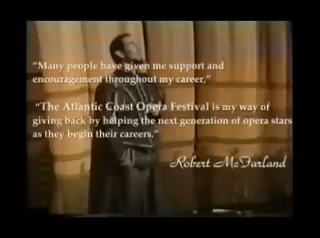 “Many people have given me support and
encouragement throughout my career,”
“The Atlantic Coast Opera Festival is my way of
giving back by helping the next generation of opera stars
as they begin their careers.”
Robert McFarland